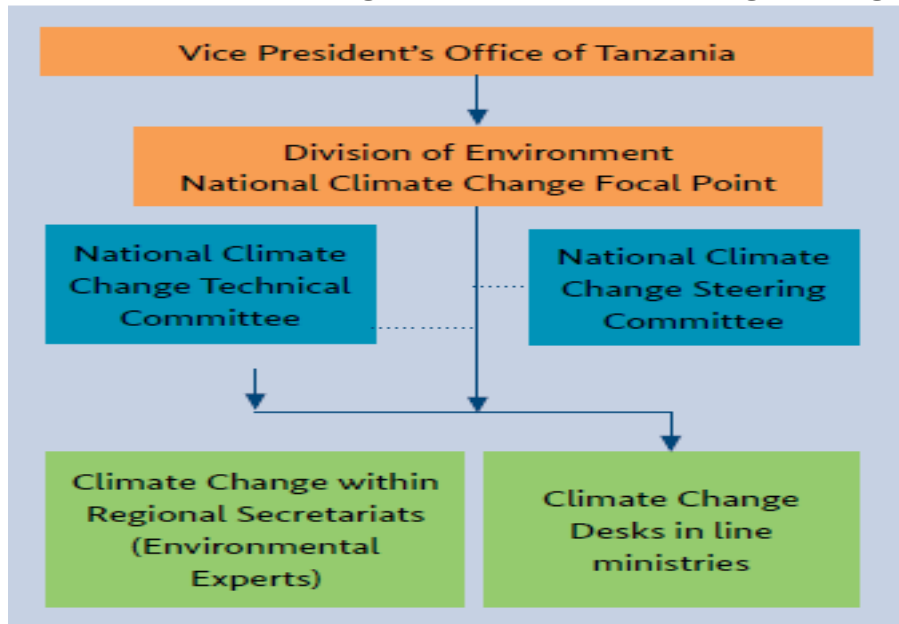 Vice President's Office of Tanzania
Division of Environment
National Climate Change Focal Point
National Climate
Change Technical
Committee
National Climate
Change Steering
Committee
Climate Change within
Regional Secretariats
(Environmental
Experts)
Climate Change
Desks in line
ministries